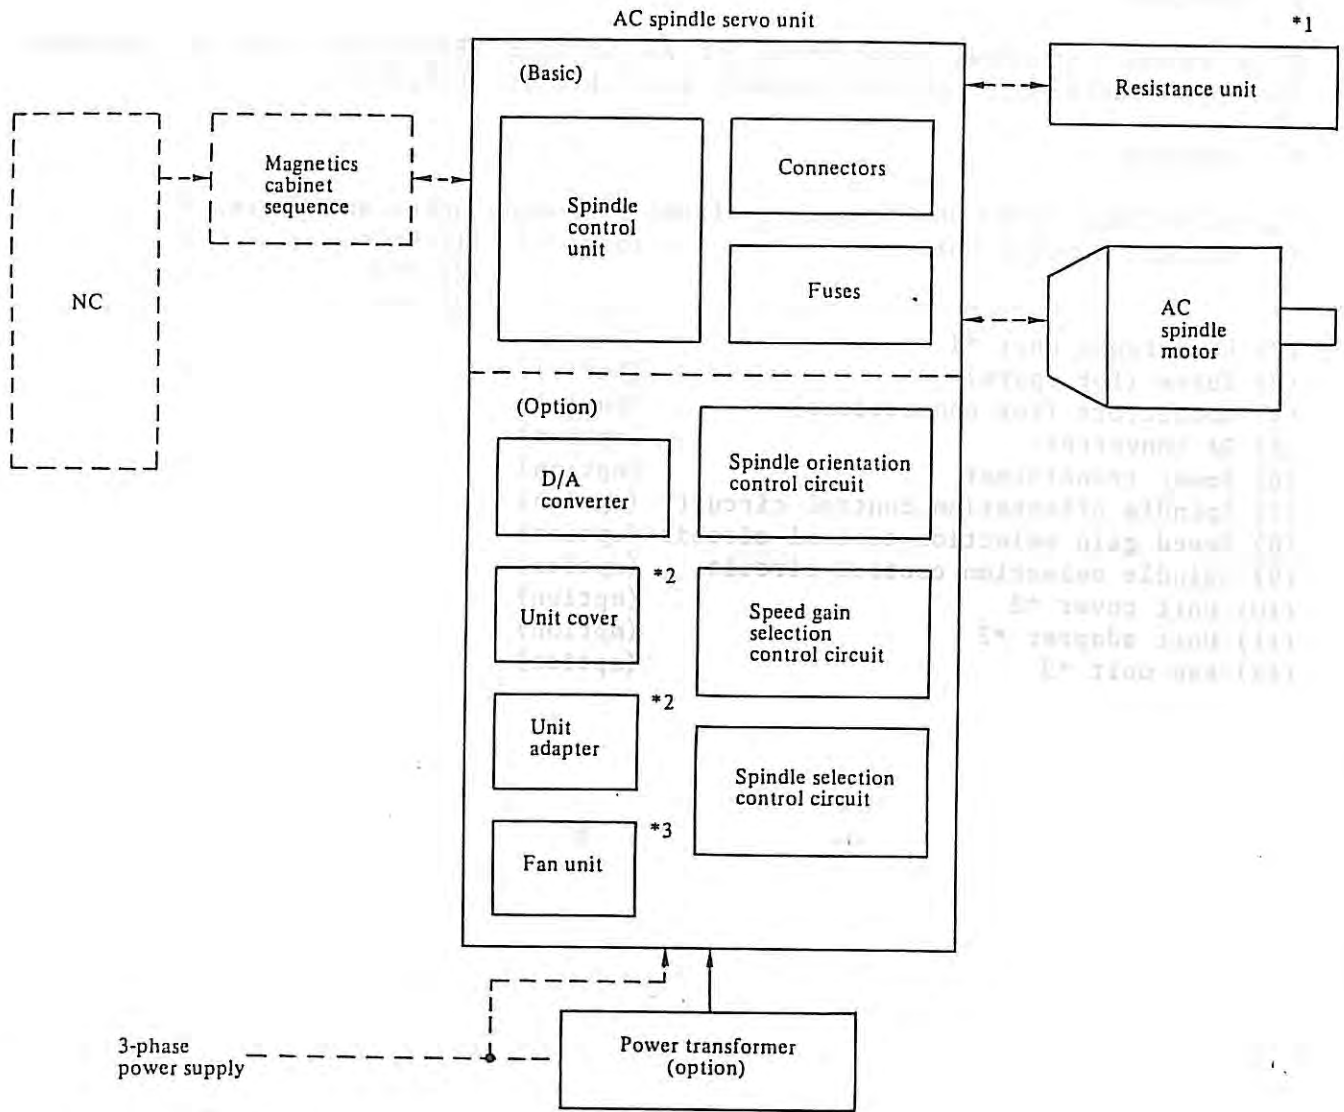 AC spindle servo unit
*1
(Basic)
Resistance unit
Magnetics
cabinet
sequence
Connectors
Spindle
control
unit
NC
Fuses
AC
spindle
motor
(Option)
D/A
converter
Spindle orientation
control circuit
*2
Unit cover
Speed gain
selection
control circuit
*2
Unit
adapter
Spindle selection
control circuit
*3
Fan unit
3-phase
power supply
Power transformer
(option)